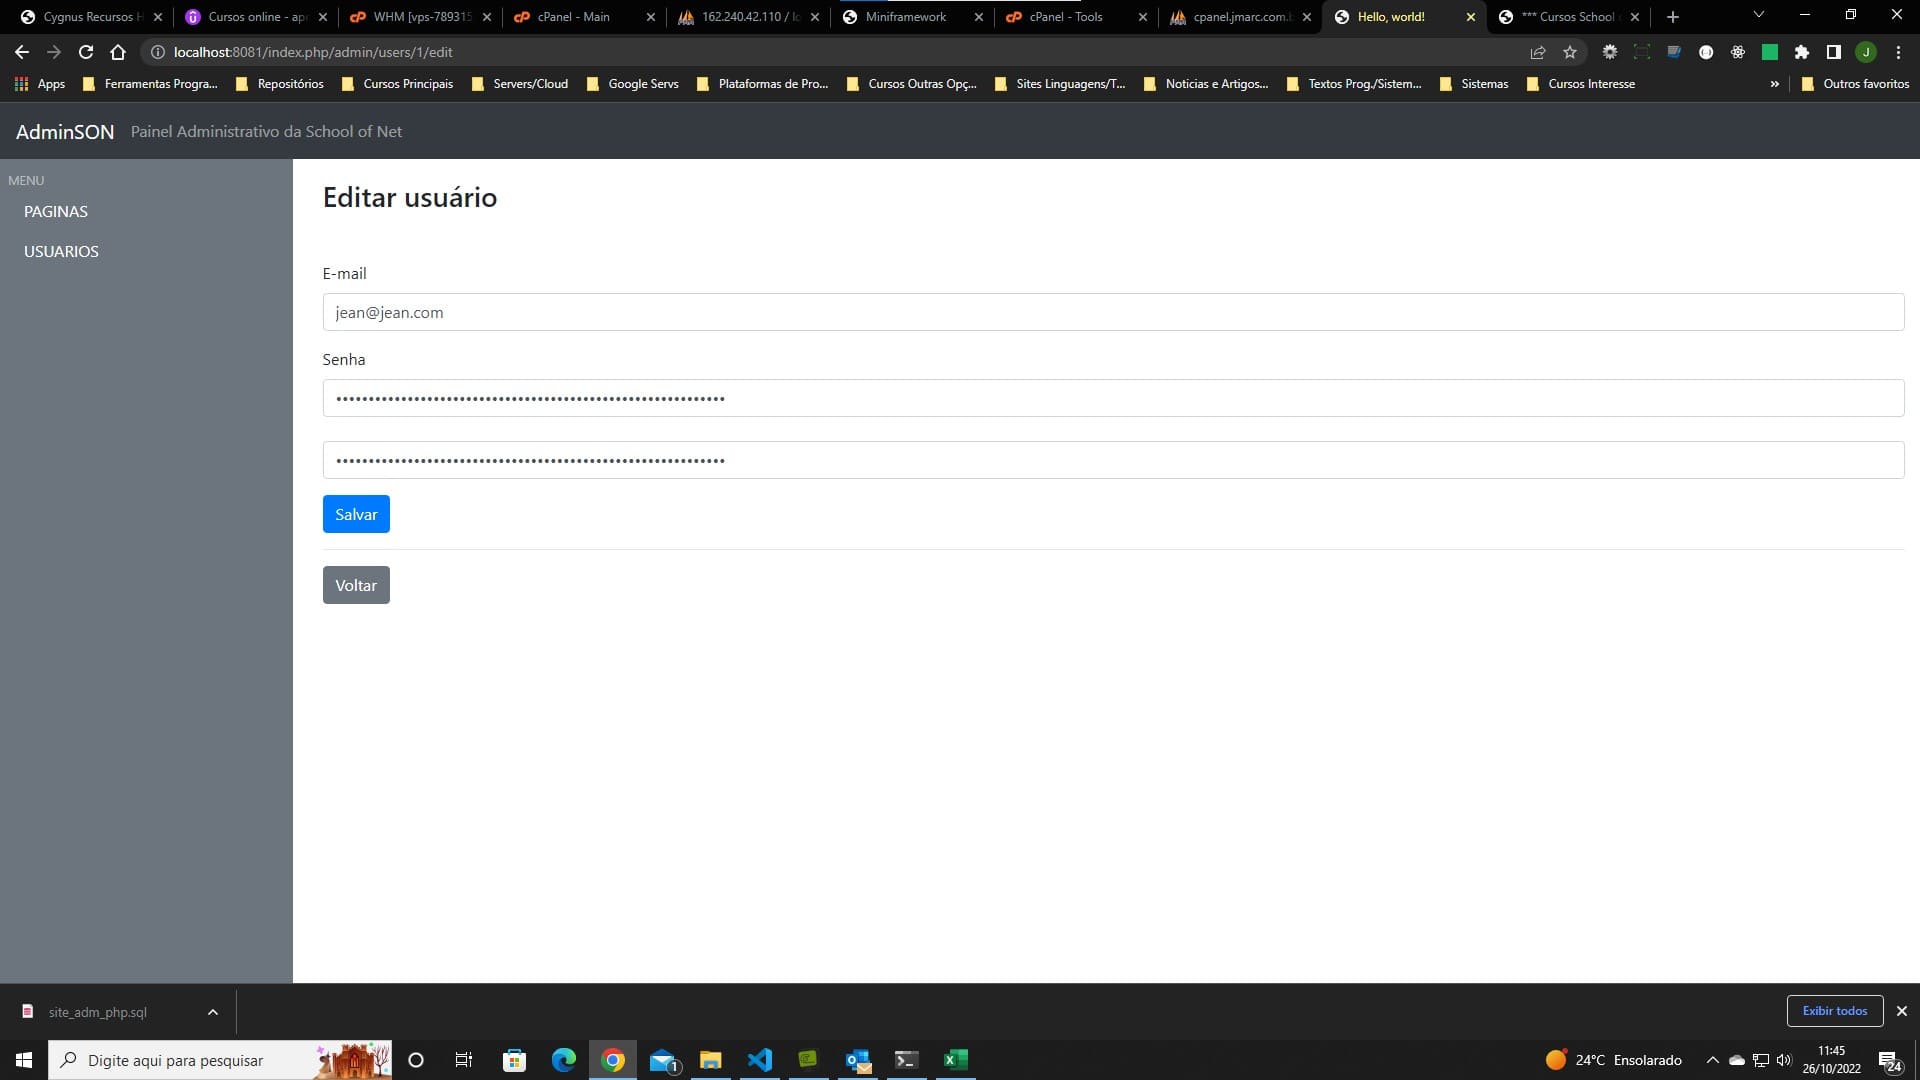 Cygnus Recursos H
Cursos online - apr
WHM [vps-789315
cPanel - Main
162.240.42.110 / lo
Miniframework
cPanel - Tools
cpanel.jmarc.com.b
Hello, world!
*** Cursos School
localhost:8081/index.php/admin/users/1/edit
J
Apps
Ferramentas Progra...
Repositórios
Cursos Principais
Servers/Cloud
Google Servs
Plataformas de Pro...
Cursos Outras Opç...
Sites Linguagens/T...
Noticias e Artigos...
Textos Prog./Sistem...
Sistemas
Cursos Interesse
»
Outros favoritos
AdminSON Painel Administrativo da School of Net
MENU
PAGINAS
USUARIOS
Editar usuário
E-mail
jean@jean.com
Senha
Salvar
Voltar
site_adm_php.sql
Exibir todos
Digite aqui para pesquisar
1
24°C Ensolarado
11:45
26/10/2022
24